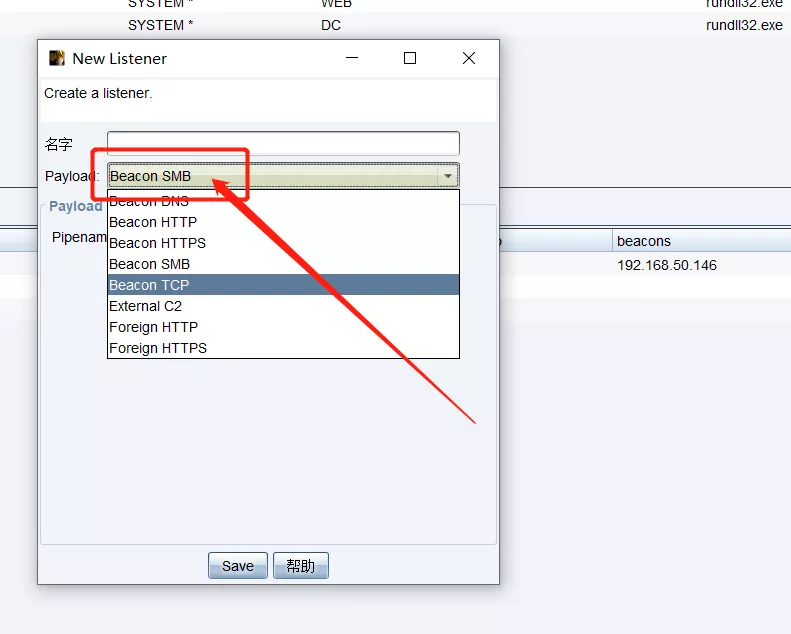 SYSTEM * WEB rundll32.exe
SYSTEM * DC rundll32.exe
New Listener
Create a listener.
名字
Payload: Beacon SMB
Payload
Beacon DNS
Beacon HTTP
Pipenam
Beacon HTTPS
beacons
Beacon SMB
192.168.50.146
Beacon TCP
External C2
Foreign HTTP
Foreign HTTPS
Save 帮助